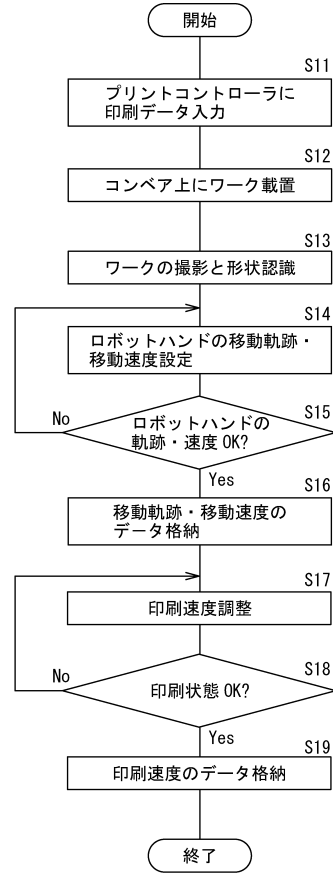 開始
S11
プリントコントローラに
印刷データ入力
S12
コンベア上にワーク載置
S13
ワークの撮影と形状認識
S14
ロボットハンドの移動軌跡・
移動速度設定
S15
ロボットハンドの
軌跡・速度OK?
No
Yes
S16
移動軌跡・移動速度の
データ格納
S17
印刷速度調整
S18
印刷状態OK?
No
Yes
S19
印刷速度のデータ格納
終了